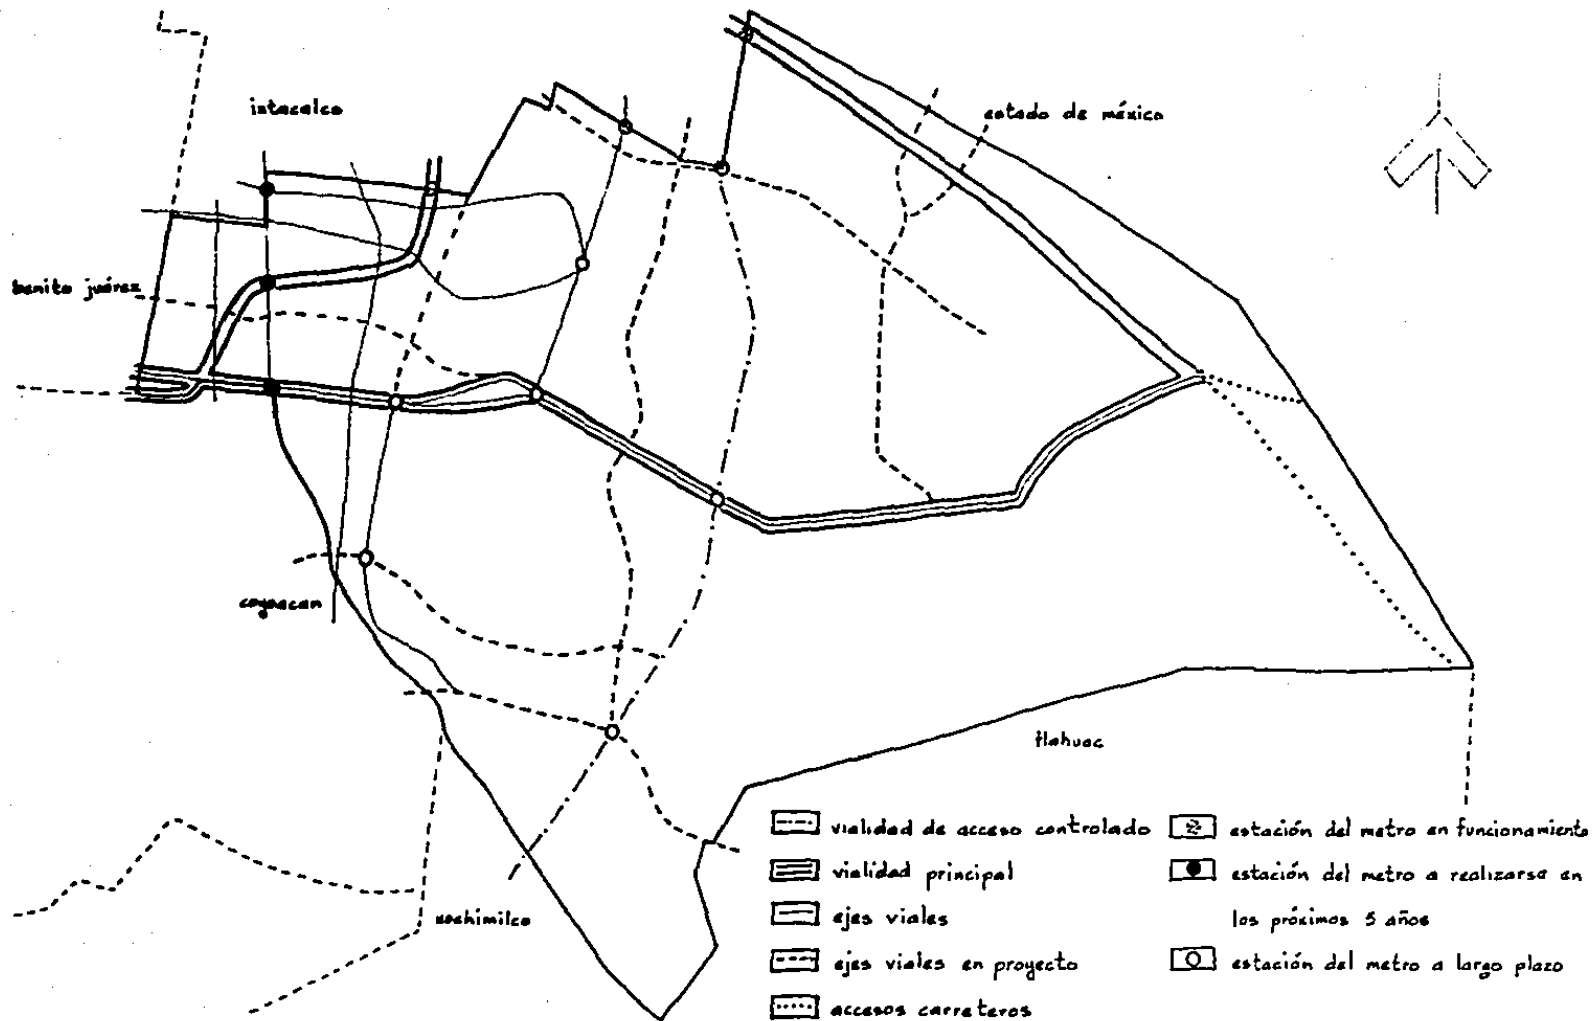 iztacalco
estado de méxico
benito juárez
coyoacan
tlahuac
xochimilco
vialidad de acceso controlado
vialidad principal
ejes viales
ejes viales en proyecto
accesos carreteros
estación del metro en funcionamiento
estación del metro a realizarse en
los próximos 5 años
estación del metro a largo plazo